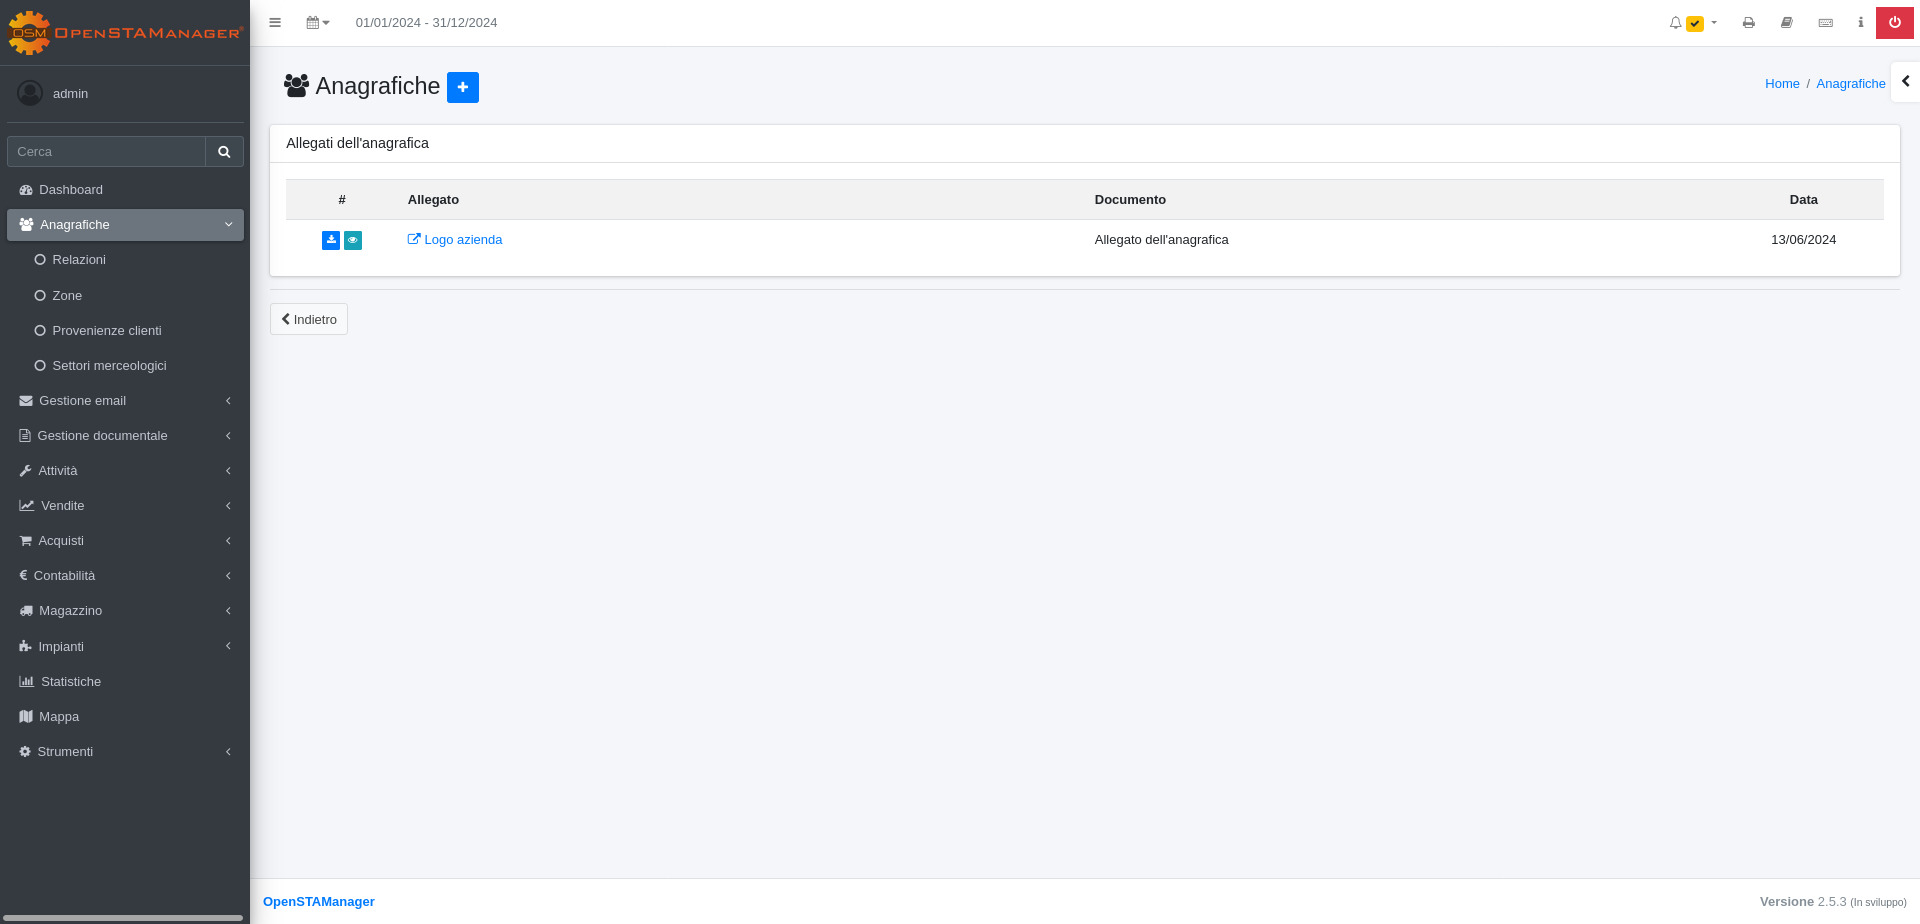 OSM OpenSTAManager
01/01/2024 - 31/12/2024
admin
Anagrafiche
Home / Anagrafiche
Cerca
Allegati dell'anagrafica
Dashboard
# Allegato Documento Data
Anagrafiche
Logo azienda Allegato dell'anagrafica 13/06/2024
Relazioni
Zone
Indietro
Provenienze clienti
Settori merceologici
Gestione email
Gestione documentale
Attività
Vendite
Acquisti
Contabilità
Magazzino
Impianti
Statistiche
Mappa
Strumenti
OpenSTAManager
Versione 2.5.3 (In sviluppo)